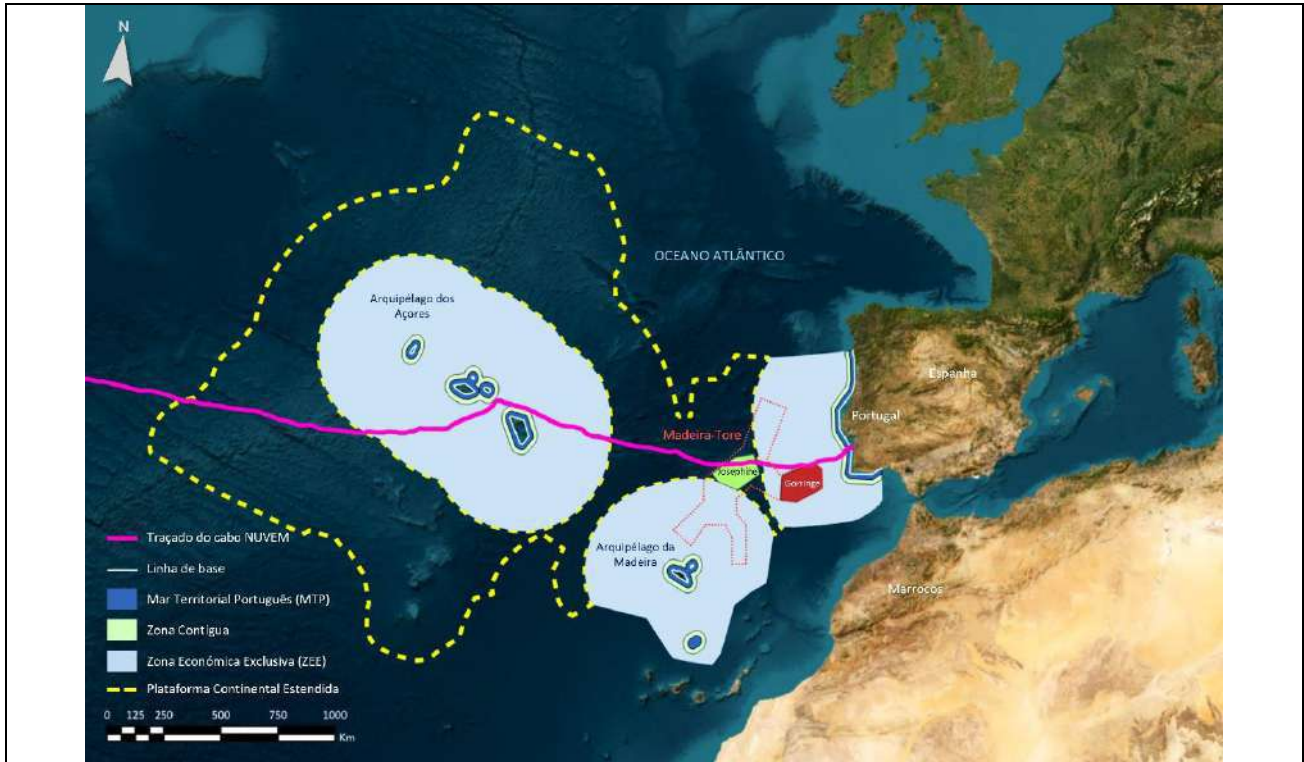 N
OCEANO ATLÂNTICO
Arquipélago dos
Açores
Espanha
Portugal
Madeira-Tore
Josephine
Gorringe
Arquipélago da
Madeira
Marrocos
Traçado do cabo NUVEM
Linha de base
Mar Territorial Português (MTP)
Zona Contígua
Zona Económica Exclusiva (ZEE)
Plataforma Continental Estendida
0 125 250 500 750 1000
Km